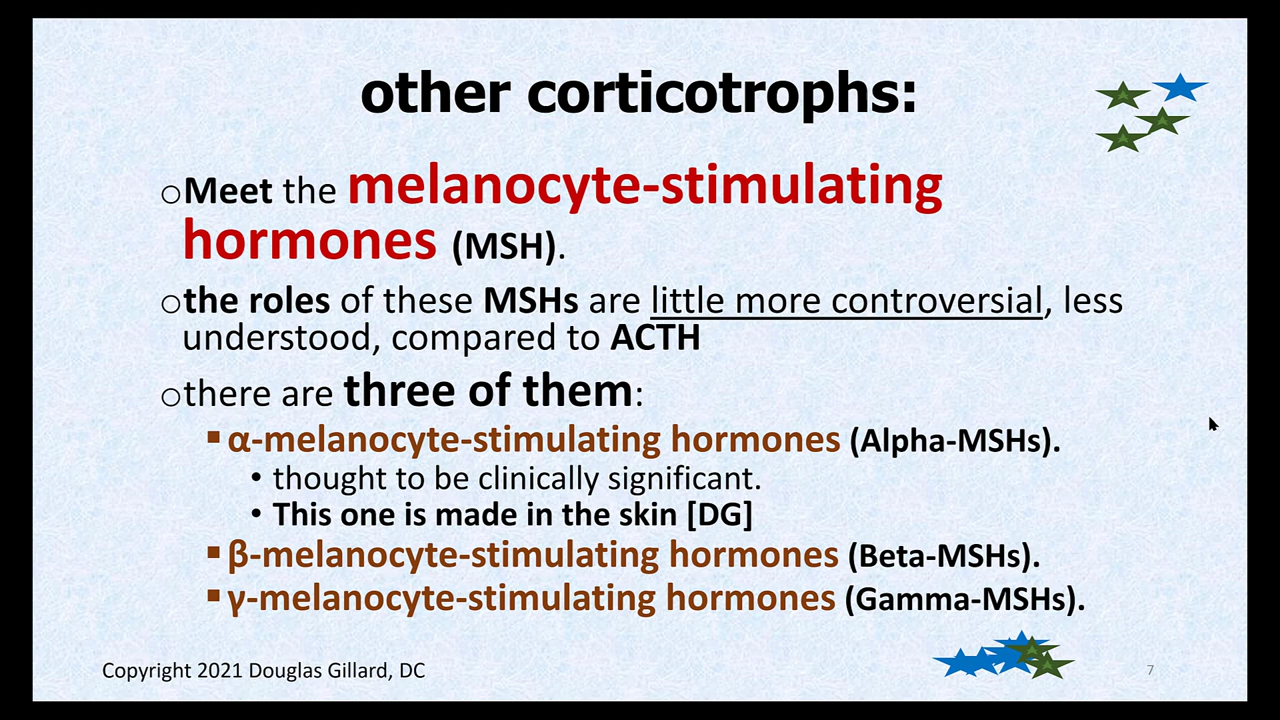 other corticotrophs:
oMeet the melanocyte-stimulating
hormones (MSH).
othe roles of these MSHs are little more controversial, less
understood, compared to ACTH
othere are three of them:
▪α-melanocyte-stimulating hormones (Alpha-MSHs).
• thought to be clinically significant.
• This one is made in the skin [DG]
▪β-melanocyte-stimulating hormones (Beta-MSHs).
▪γ-melanocyte-stimulating hormones (Gamma-MSHs).
Copyright 2021 Douglas Gillard, DC
7